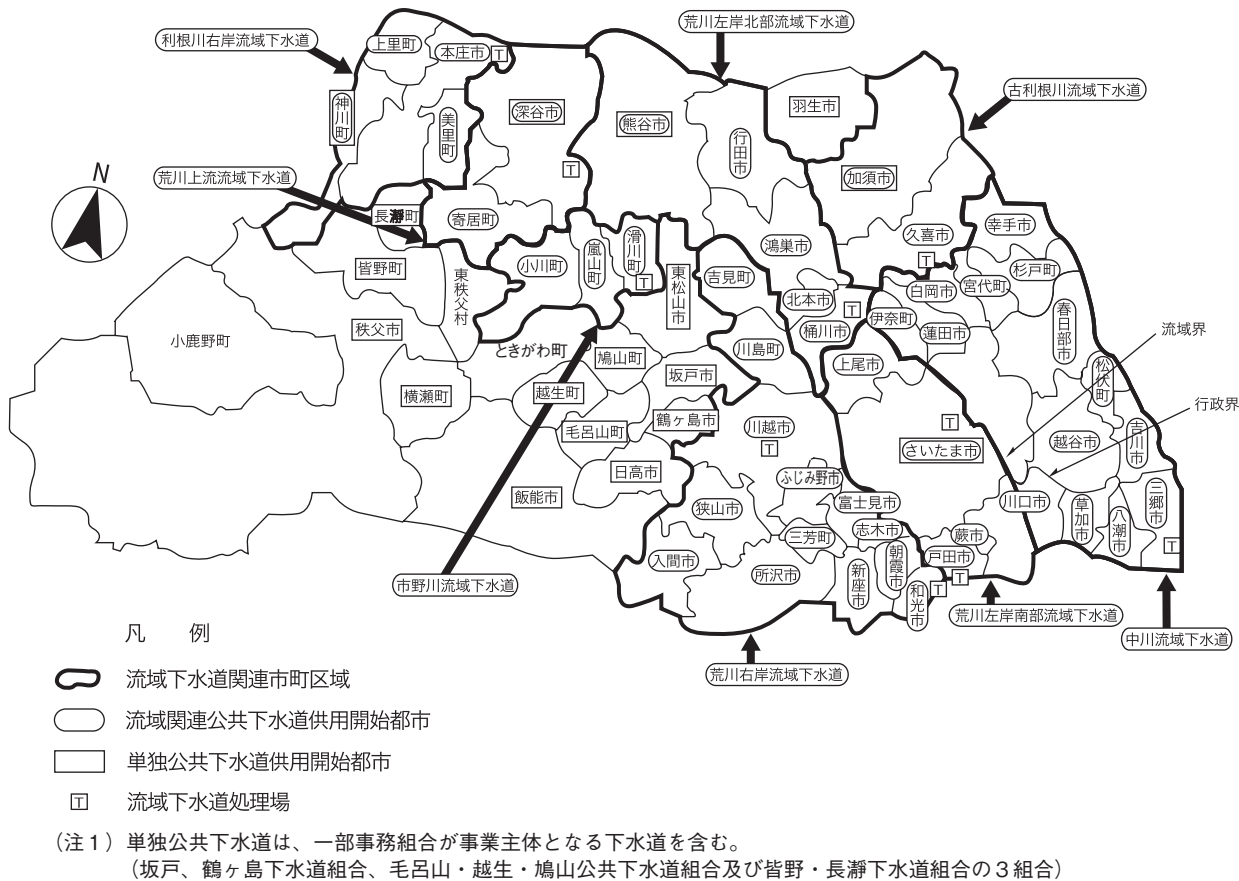 荒川左岸北部流域下水道
利根川右岸流域下水道
上里町
本庄市
T
古利根川流域下水道
神川町
美里町
深谷市
熊谷市
羽生市
行田市
加須市
N
荒川上流流域下水道
T
長瀞町
寄居町
皆野町
東秩父村
小川町
嵐山町
滑川町
T
東松山市
吉見町
鴻巣市
久喜市
T
幸手市
杉戸町
宮代町
白岡市
北本市
T
桶川市
伊奈町
蓮田市
春日部市
小鹿野町
秩父市
ときがわ町
鳩山町
川島町
上尾市
流域界
松伏町
横瀬町
越生町
坂戸市
鶴ヶ島市
毛呂山町
川越市
T
T
さいたま市
行政界
越谷市
吉川市
日高市
ふじみ野市
飯能市
狭山市
富士見市
川口市
草加市
八潮市
三郷市
T
三芳町
志木市
蕨市
戸田市
入間市
所沢市
新座市
朝霞市
和光市
T
T
市野川流域下水道
荒川左岸南部流域下水道
中川流域下水道
荒川右岸流域下水道
凡 例
流域下水道関連市町区域
流域関連公共下水道供用開始都市
単独公共下水道供用開始都市
T 流域下水道処理場
（注１）単独公共下水道は、一部事務組合が事業主体となる下水道を含む。
（坂戸、鶴ヶ島下水道組合、毛呂山・越生・鳩山公共下水道組合及び皆野・長瀞下水道組合の３組合）